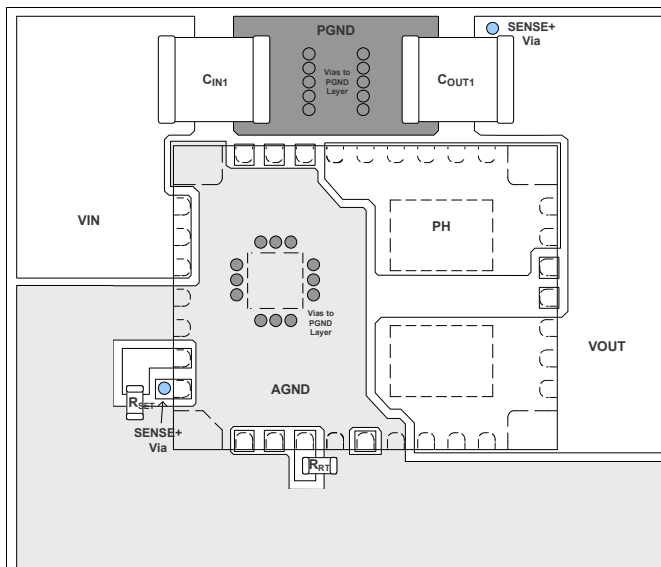 PGND
SENSE+
Via
CIN1
Vias to
PGND
Layer
COUT1
VIN
PH
Vias to
PGND
Layer
VOUT
AGND
RSET
SENSE+
Via
RRT